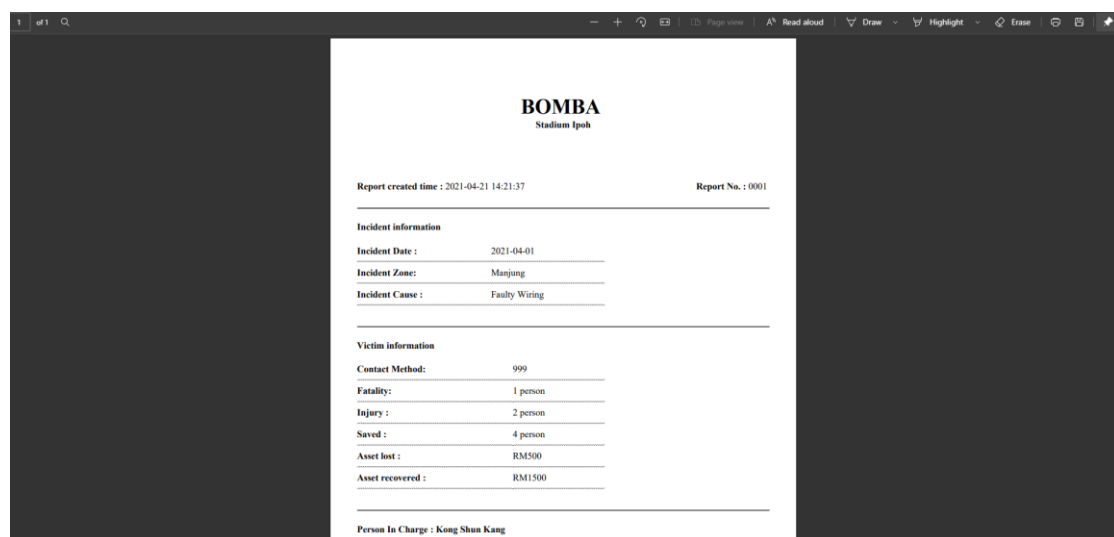 1 of 1 Page view Read aloud Draw Highlight Erase
BOMBA
Stadium Ipoh
Report created time : 2021-04-21 14:21:37 Report No. : 0001
Incident information
Incident Date : 2021-04-01
Incident Zone: Manjung
Incident Cause : Faulty Wiring
Victim information
Contact Method: 999
Fatality: 1 person
Injury : 2 person
Saved : 4 person
Asset lost : RM500
Asset recovered : RM1500
Person In Charge : Kong Shun Kang